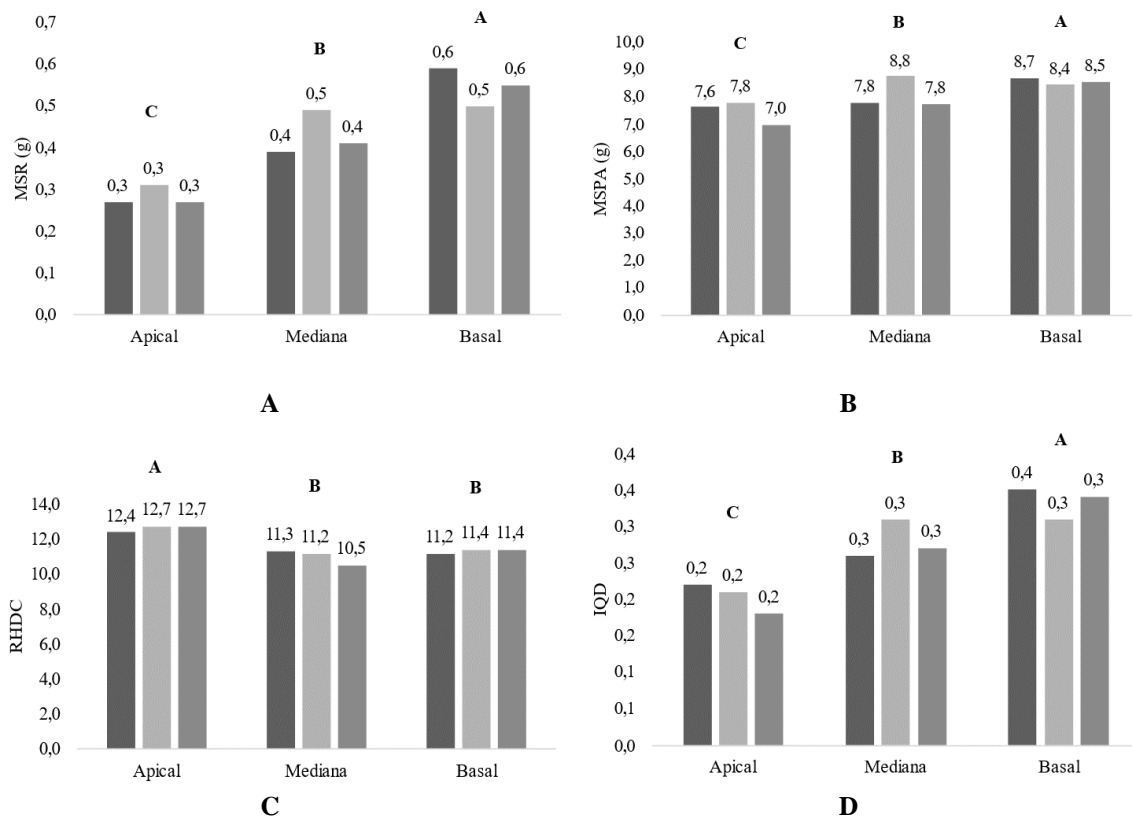 A
0,7
0,6
0,5
0,4
0,3
0,2
0,1
0,0
MSR (g)
C
0,3 0,3 0,3
B
0,4 0,5 0,4
0,6 0,5 0,6
Apical Mediana Basal
A
10,0
9,0
8,0
7,0
6,0
5,0
4,0
3,0
2,0
1,0
0,0
MSPA (g)
C
7,6 7,8 7,0
B
7,8 8,8 7,8
A
8,7 8,4 8,5
Apical Mediana Basal
B
14,0
12,0
10,0
8,0
6,0
4,0
2,0
0,0
RHDC
A
12,4 12,7 12,7
B
11,3 11,2 10,5
B
11,2 11,4 11,4
Apical Mediana Basal
C
0,4
0,4
0,3
0,3
0,2
0,2
0,1
0,1
0,0
IQD
C
0,2 0,2 0,2
B
0,3 0,3 0,3
A
0,4 0,3 0,3
Apical Mediana Basal
D